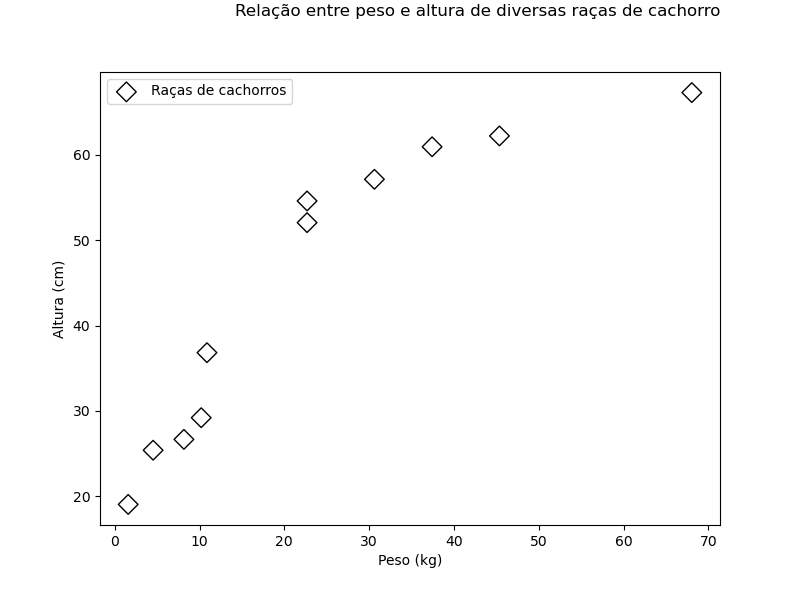 Relação entre peso e altura de diversas raças de cachorro
Raças de cachorros
Altura (cm)
60
50
40
30
20
0 10 20 30 40 50 60 70
Peso (kg)